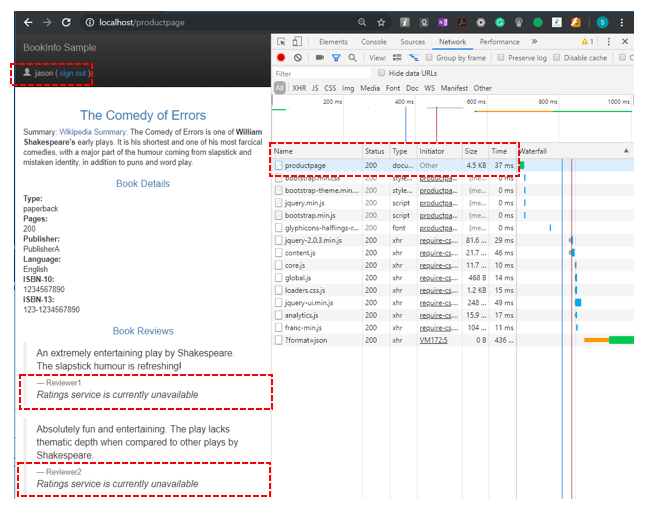 localhost/productpage
BookInfo Sample
jason ( sign out )
The Comedy of Errors
Summary: Wikipedia Summary: The Comedy of Errors is one of William
Shakespeare's early plays. It is his shortest and one of his most farcical
comedies, with a major part of the humour coming from slapstick and
mistaken identity, in addition to puns and word play.
Book Details
Type:
paperback
Pages:
200
Publisher:
PublisherA
Language:
English
ISBN-10:
1234567890
ISBN-13:
123-1234567890
Book Reviews
An extremely entertaining play by Shakespeare.
The slapstick humour is refreshing!
— Reviewer1
Ratings service is currently unavailable
Absolutely fun and entertaining. The play lacks
thematic depth when compared to other plays by
Shakespeare.
— Reviewer2
Ratings service is currently unavailable
Elements Console Sources Network Performance » 1
View: Group by frame Preserve log Disable cache
Filter Hide data URLs
All XHR JS CSS Img Media Font Doc WS Manifest Other
200 ms 400 ms 600 ms 800 ms 1000 ms
Name Status Type Initiator Size Time Waterfall
productpage 200 docu... Other 4.5 KB 37 ms
bootstrap.min.css 200 style... productpa... (me... 0 ms
bootstrap-theme.min.... 200 style... productpa... (me... 0 ms
jquery.min.js 200 script productpa... (me... 0 ms
bootstrap.min.js 200 script productpa... (me... 0 ms
glyphicons-halflings-r... 200 font productpa... (me... 0 ms
jquery-2.0.3.min.js 200 xhr require-cs... 81.6 ... 29 ms
content.js 200 xhr require-cs... 21.7 ... 46 ms
core.js 200 xhr require-cs... 11.7 ... 10 ms
global.js 200 xhr require-cs... 468 B 14 ms
loaders.css.js 200 xhr require-cs... 1.2 KB 15 ms
jquery-ui.min.js 200 xhr require-cs... 248 ... 49 ms
analytics.js 200 xhr require-cs... 15.9 ... 17 ms
franc-min.js 200 xhr require-cs... 104 ... 11 ms
?format=json 200 xhr VM172:5 0 B 436 ...